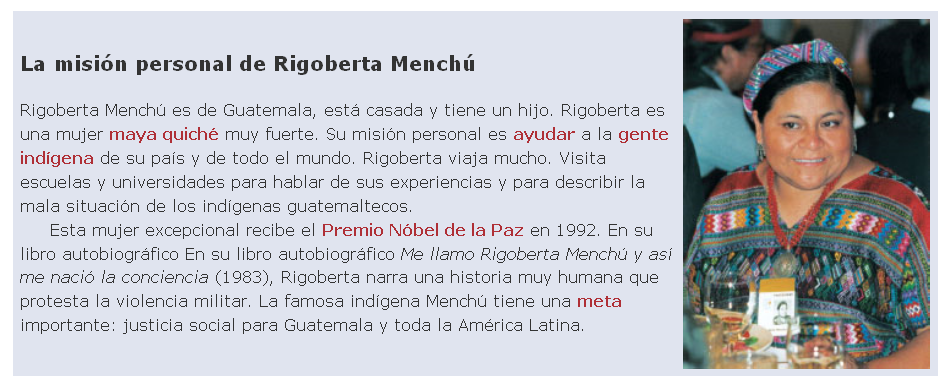 La misión personal de Rigoberta Menchú
Rigoberta Menchú es de Guatemala, está casada y tiene un hijo. Rigoberta es
una mujer maya quiché muy fuerte. Su misión personal es ayudar a la gente
indígena de su país y de todo el mundo. Rigoberta viaja mucho. Visita
escuelas y universidades para hablar de sus experiencias y para describir la
mala situación de los indígenas guatemaltecos.
Esta mujer excepcional recibe el Premio Nóbel de la Paz en 1992. En su
libro autobiográfico En su libro autobiográfico Me llamo Rigoberta Menchú y así
me nació la conciencia (1983), Rigoberta narra una historia muy humana que
protesta la violencia militar. La famosa indígena Menchú tiene una meta
importante: justicia social para Guatemala y toda la América Latina.